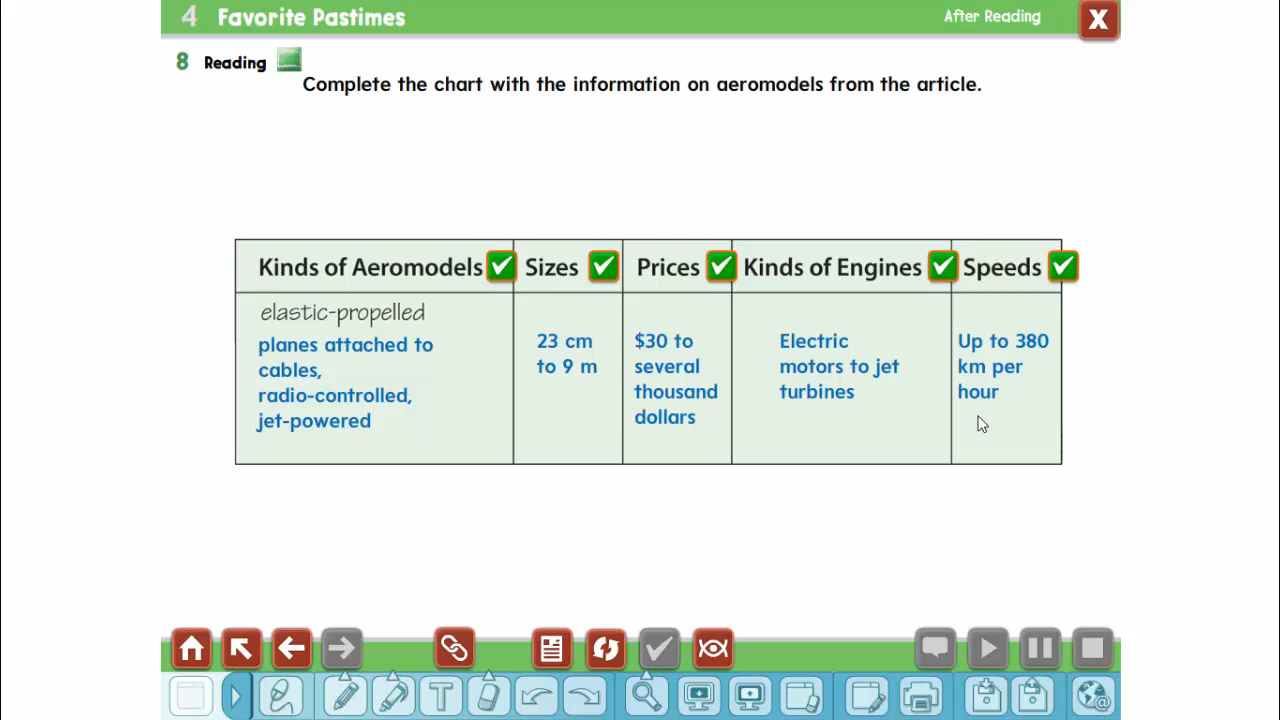 4 Favorite Pastimes
After Reading
X
8 Reading
Complete the chart with the information on aeromodels from the article.
Kinds of Aeromodels
Sizes
Prices
Kinds of Engines
Speeds
elastic-propelled
planes attached to
cables,
radio-controlled,
jet-powered
23 cm
to 9 m
$30 to
several
thousand
dollars
Electric
motors to jet
turbines
Up to 380
km per
hour
T
@